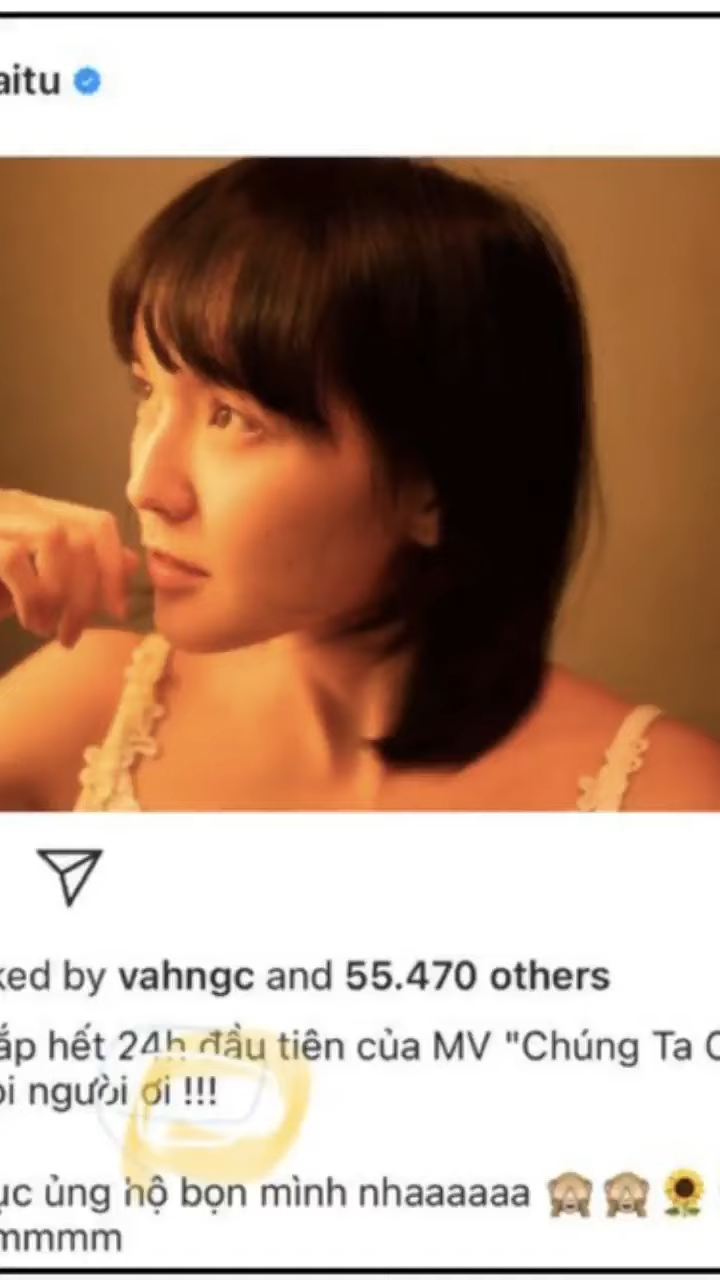 aitu
ked by vahngc and 55.470 others
ắp hết 24h đầu tiên của MV "Chúng Ta C
ọi người ơi !!!
ục ủng hộ bọn mình nhaaaaaa 🙈🙈🌻
mmmm